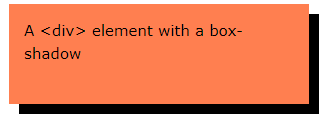 A <div> element with a box-
shadow